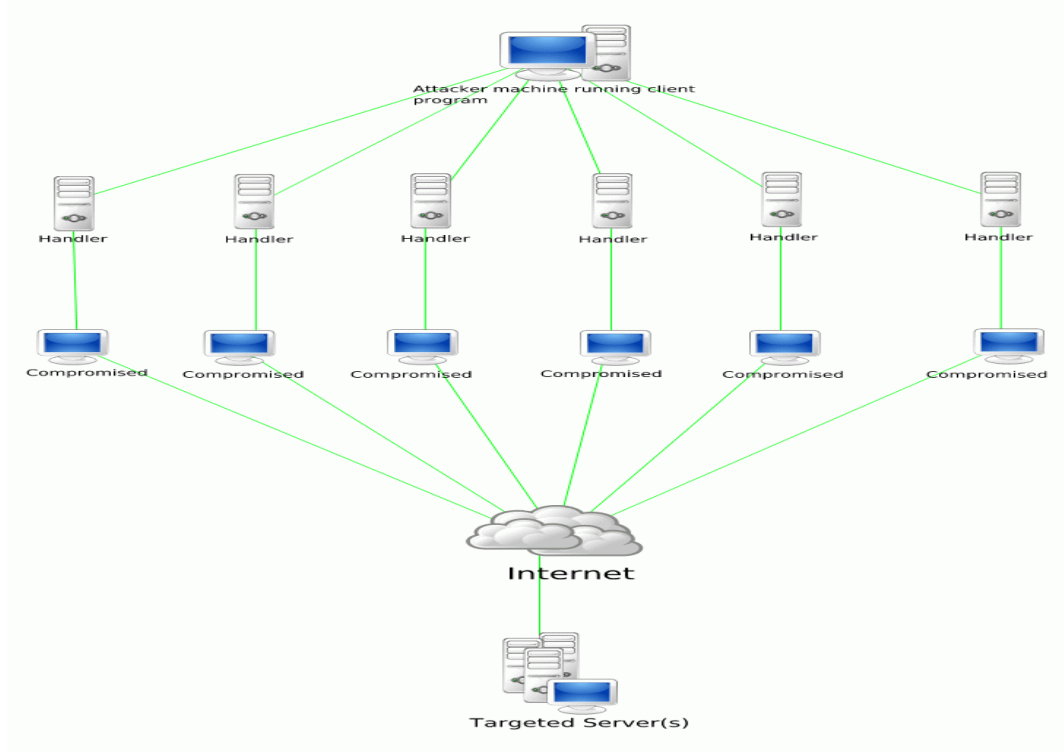 Attacker machine running client
program
Handler
Handler
Handler
Handler
Handler
Handler
Compromised
Compromised
Compromised
Compromised
Compromised
Compromised
Internet
Targeted Server(s)